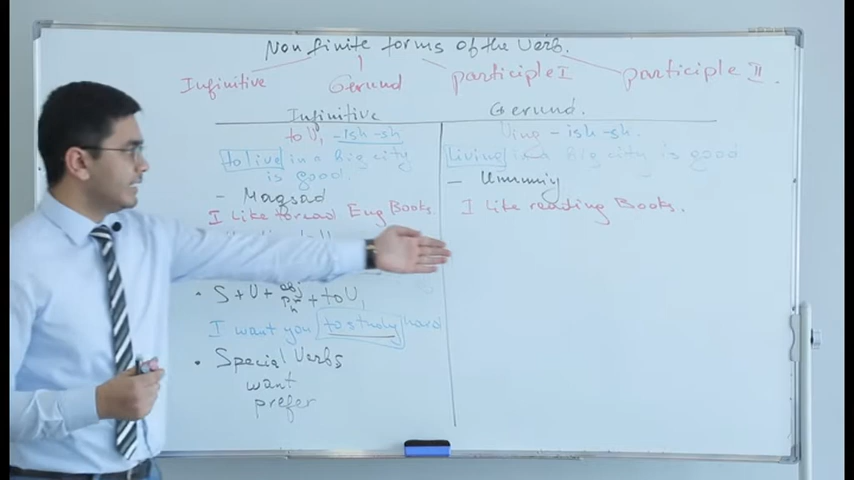 Non finite forms of the Verb.
Infinitive Gerund participle I participle II.
Infinitive
to V1 -ish -sh
to live in a big city
is good.
- Maqsad
I Like to read Eng Books.
• S + V + obj pn + to V1
I want you to study hard
• Special Verbs
want
prefer
Gerund.
Ving - ish -sh.
Living in a big city is good
- Umumiy
I like reading Books.